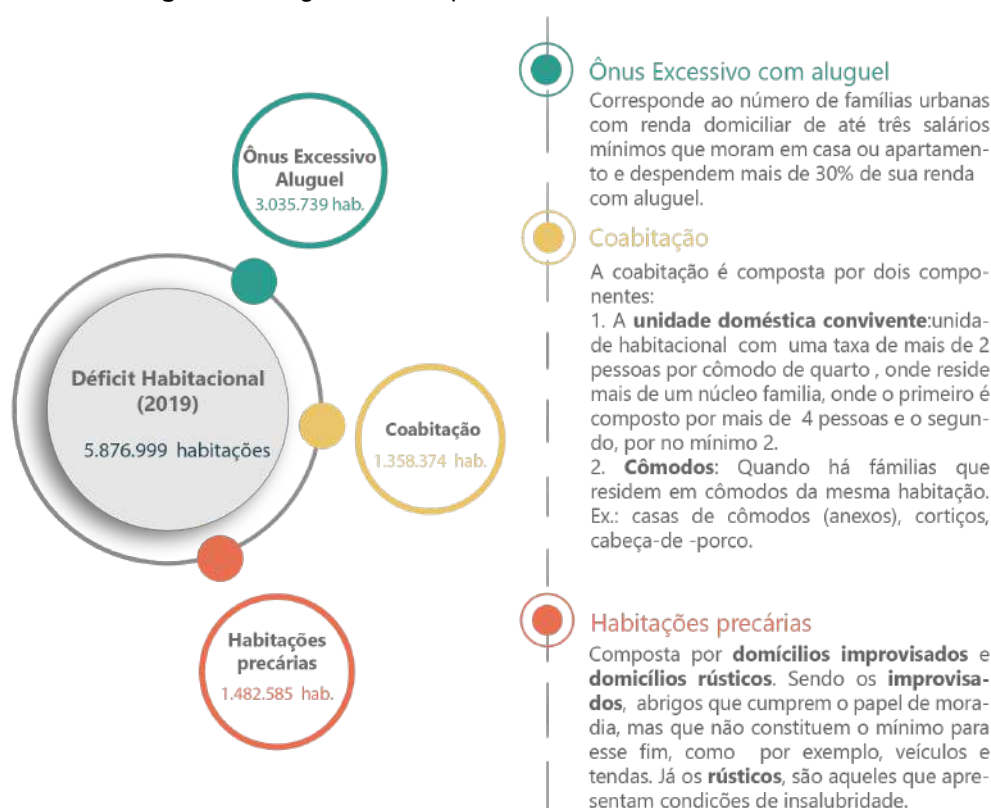 Ônus Excessivo
Aluguel
3.035.739 hab.
Déficit Habitacional
(2019)
5.876.999 habitações
Coabitação
1.358.374 hab.
Habitações
precárias
1.482.585 hab.
Ônus Excessivo com aluguel
Corresponde ao número de famílias urbanas
com renda domiciliar de até três salários
mínimos que moram em casa ou apartamen-
to e despendem mais de 30% de sua renda
com aluguel.
Coabitação
A coabitação é composta por dois compo-
nentes:
1. A unidade doméstica convivente:unida-
de habitacional com uma taxa de mais de 2
pessoas por cômodo de quarto , onde reside
mais de um núcleo familia, onde o primeiro é
composto por mais de 4 pessoas e o segun-
do, por no mínimo 2.
2. Cômodos: Quando há fámilias que
residem em cômodos da mesma habitação.
Ex.: casas de cômodos (anexos), cortiços,
cabeça-de -porco.
Habitações precárias
Composta por domícilios improvisados e
domicílios rústicos. Sendo os improvisa-
dos, abrigos que cumprem o papel de mora-
dia, mas que não constituem o mínimo para
esse fim, como por exemplo, veículos e
tendas. Já os rústicos, são aqueles que apre-
sentam condições de insalubridade.